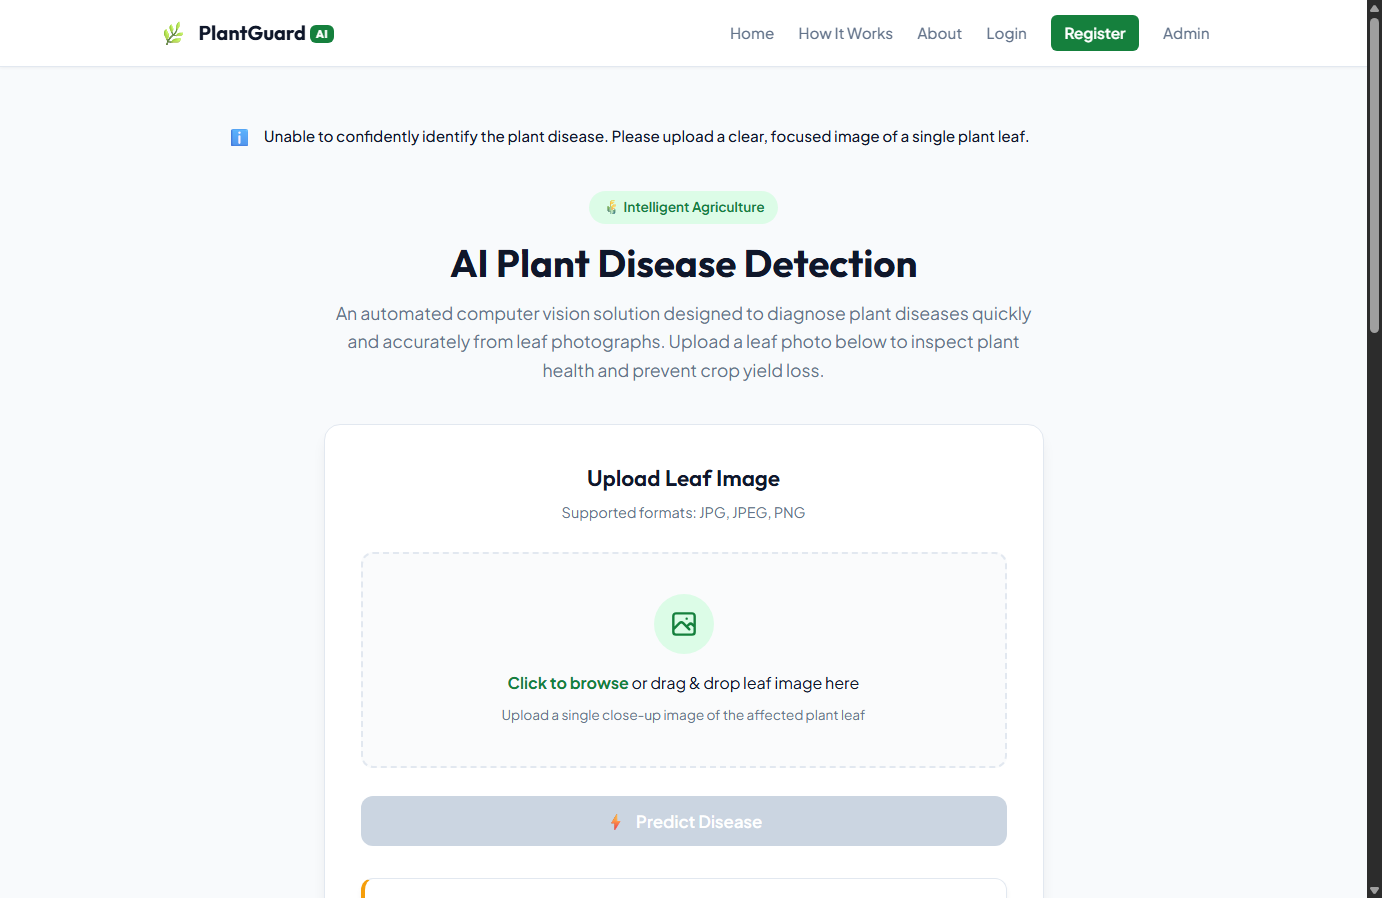 PlantGuard AI
Home How It Works About Login Register Admin
Unable to confidently identify the plant disease. Please upload a clear, focused image of a single plant leaf.
Intelligent Agriculture
AI Plant Disease Detection
An automated computer vision solution designed to diagnose plant diseases quickly
and accurately from leaf photographs. Upload a leaf photo below to inspect plant
health and prevent crop yield loss.
Upload Leaf Image
Supported formats: JPG, JPEG, PNG
Click to browse or drag & drop leaf image here
Upload a single close-up image of the affected plant leaf
Predict Disease